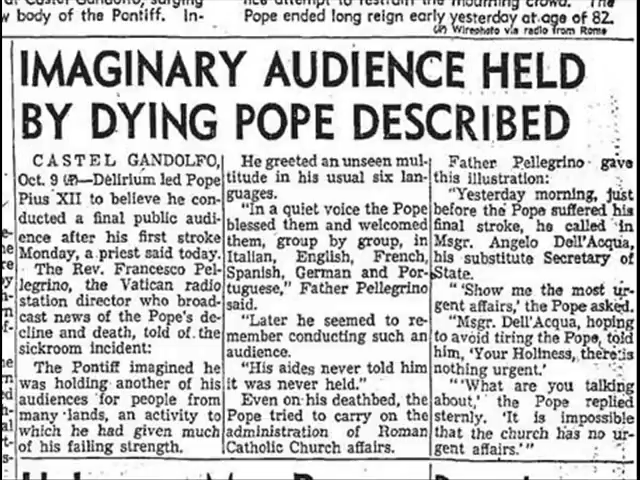 at Castel Gandolfo, surging
w body of the Pontiff. In-
nce attempt to restrain the mourning crowd. The
Pope ended long reign early yesterday at age of 82.
(AP) Wirephoto via radio from Rome
IMAGINARY AUDIENCE HELD
BY DYING POPE DESCRIBED
CASTEL GANDOLFO,
Oct. 9 (AP)—Delirium led Pope
Pius XII to believe he con-
ducted a final public audi-
ence after his first stroke
Monday, a priest said today.
The Rev. Francesco Pel-
legrino, the Vatican radio
station director who broad-
cast news of the Pope's de-
cline and death, told of the
sickroom incident:
The Pontiff imagined he
was holding another of his
audiences for people from
many lands, an activity to
which he had given much
of his failing strength.
He greeted an unseen mul-
titude in his usual six lan-
guages.
"In a quiet voice the Pope
blessed them and welcomed
them, group by group, in
Italian, English, French,
Spanish, German and Por-
tuguese," Father Pellegrino
said.
"Later he seemed to re-
member conducting such an
audience.
"His aides never told him
it was never held."
Even on his deathbed, the
Pope tried to carry on the
administration of Roman
Catholic Church affairs.
Father Pellegrino gave
this illustration:
"Yesterday morning, just
before the Pope suffered his
final stroke, he called in
Msgr. Angelo Dell'Acqua,
his substitute Secretary of
State.
"'Show me the most ur-
gent affairs,' the Pope asked.
"Msgr. Dell'Acqua, hoping
to avoid tiring the Pope, told
him, 'Your Holiness, there is
nothing urgent.'
"'What are you talking
about,' the Pope replied
sternly. 'It is impossible
that the church has no ur-
gent affairs.'"